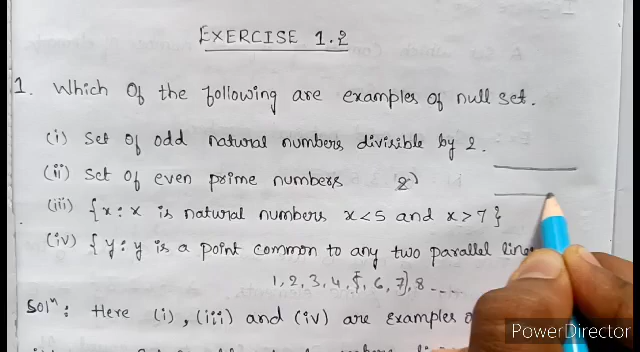 EXERCISE 1.2
1. Which of the following are examples of null set.
(i) Set of odd natural numbers divisible by 2.
(ii) Set of even prime numbers 2)
(iii) {x : x is natural numbers x < 5 and x > 7}
(iv) {y : y is a point common to any two parallel
1, 2, 3, 4, 5, 6, 7, 8 - - -
Solⁿ : Here (i), (iii) and (iv) are examples
PowerDirector